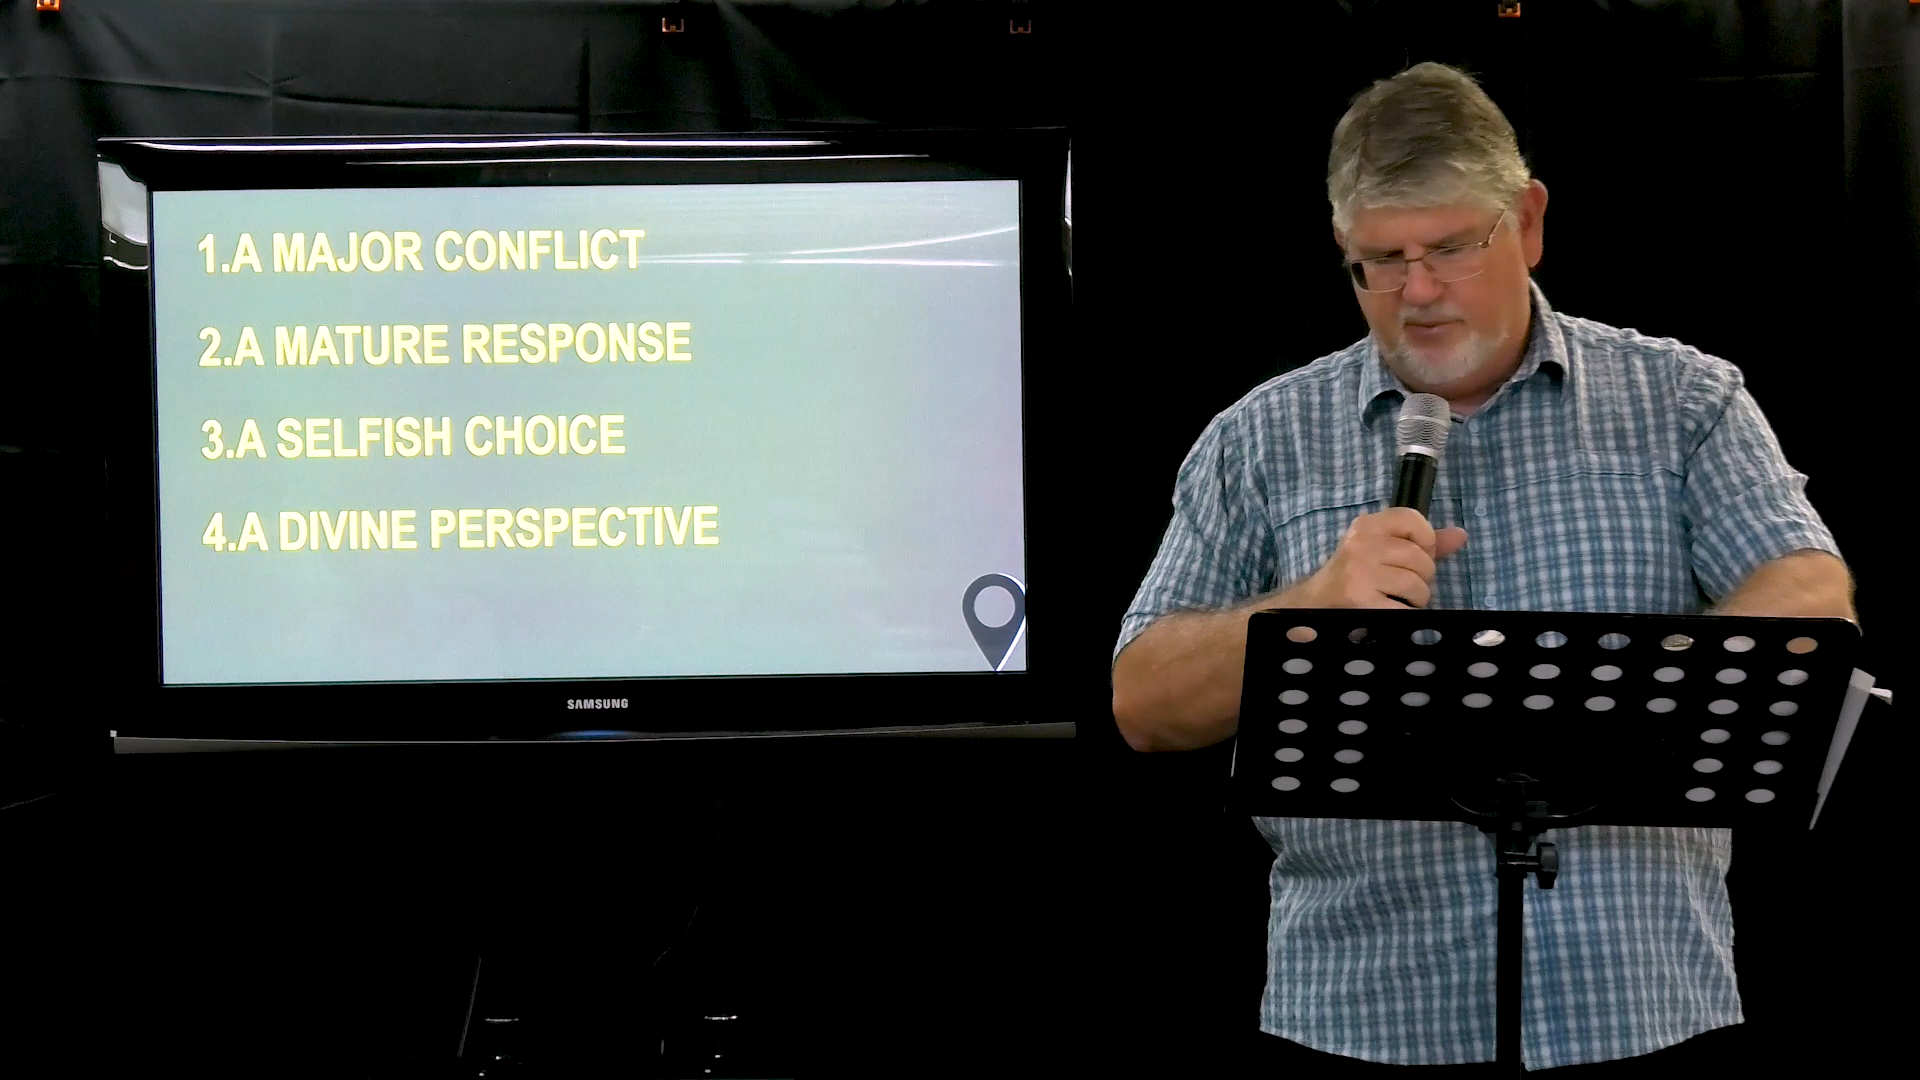 1.A MAJOR CONFLICT
2.A MATURE RESPONSE
3.A SELFISH CHOICE
4.A DIVINE PERSPECTIVE
SAMSUNG